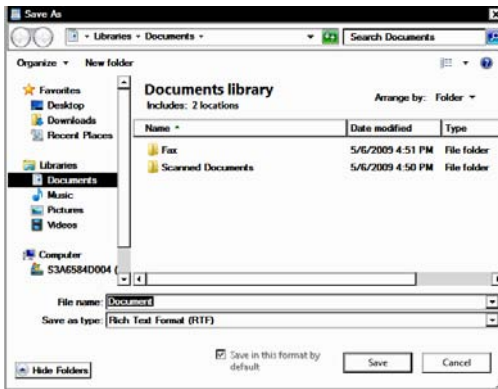 Save As
Libraries Documents
Search Documents
Organize New folder
Favorites
Desktop
Downloads
Recent Places
Libraries
Documents
Music
Pictures
Videos
Computer
S3A6584D004 (
Documents library
Includes: 2 locations
Arrange by: Folder
Name Date modified Type
Fax 5/6/2009 4:51 PM File folder
Scanned Documents 5/6/2009 4:50 PM File folder
File name: Document
Save as type: Rich Text Format (RTF)
Hide Folders
Save in this format by
default
Save Cancel